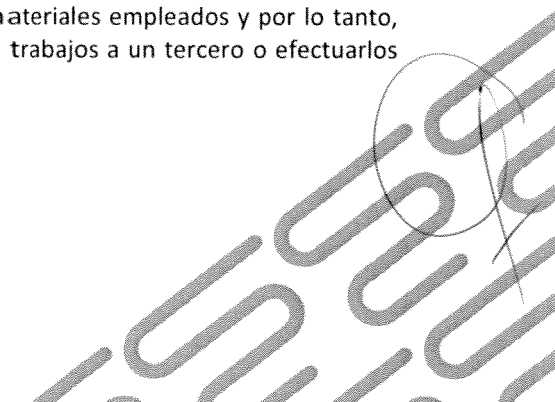 materiales empleados y por lo tanto,
trabajos a un tercero o efectuarlos